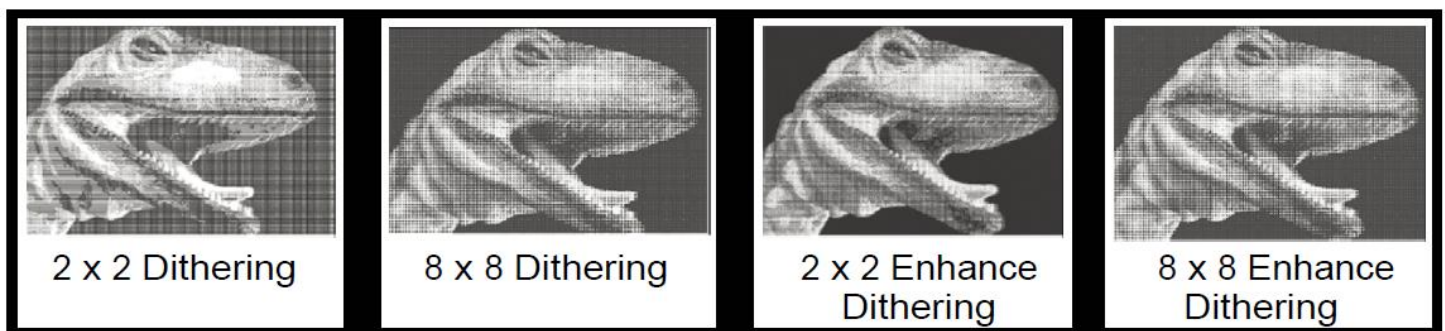 2 x 2 Dithering
8 x 8 Dithering
2 x 2 Enhance
Dithering
8 x 8 Enhance
Dithering